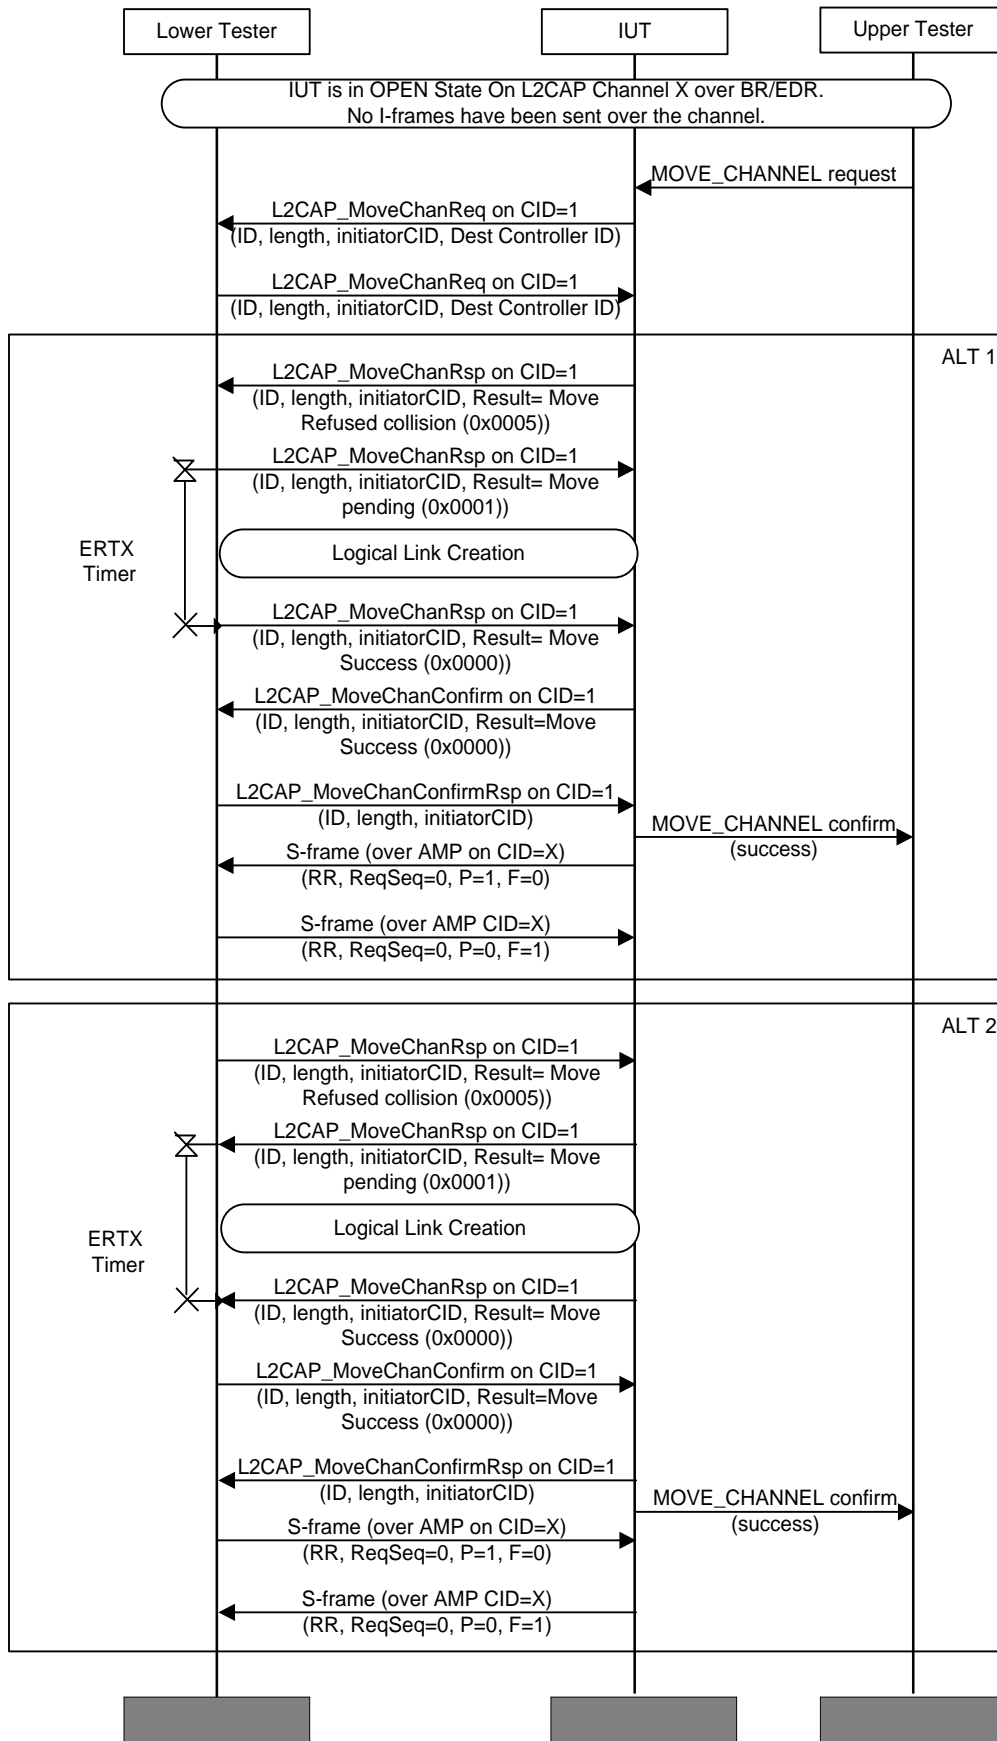 Lower Tester
IUT
Upper Tester
IUT is in OPEN State On L2CAP Channel X over BR/EDR.
No I-frames have been sent over the channel.
MOVE_CHANNEL request
L2CAP_MoveChanReq on CID=1
(ID, length, initiatorCID, Dest Controller ID)
L2CAP_MoveChanReq on CID=1
(ID, length, initiatorCID, Dest Controller ID)
ALT 1
L2CAP_MoveChanRsp on CID=1
(ID, length, initiatorCID, Result= Move
Refused collision (0x0005))
L2CAP_MoveChanRsp on CID=1
(ID, length, initiatorCID, Result= Move
pending (0x0001))
ERTX
Timer
Logical Link Creation
L2CAP_MoveChanRsp on CID=1
(ID, length, initiatorCID, Result= Move
Success (0x0000))
L2CAP_MoveChanConfirm on CID=1
(ID, length, initiatorCID, Result=Move
Success (0x0000))
L2CAP_MoveChanConfirmRsp on CID=1
(ID, length, initiatorCID)
MOVE_CHANNEL confirm
(success)
S-frame (over AMP on CID=X)
(RR, ReqSeq=0, P=1, F=0)
S-frame (over AMP CID=X)
(RR, ReqSeq=0, P=0, F=1)
ALT 2
L2CAP_MoveChanRsp on CID=1
(ID, length, initiatorCID, Result= Move
Refused collision (0x0005))
L2CAP_MoveChanRsp on CID=1
(ID, length, initiatorCID, Result= Move
pending (0x0001))
ERTX
Timer
Logical Link Creation
L2CAP_MoveChanRsp on CID=1
(ID, length, initiatorCID, Result= Move
Success (0x0000))
L2CAP_MoveChanConfirm on CID=1
(ID, length, initiatorCID, Result=Move
Success (0x0000))
L2CAP_MoveChanConfirmRsp on CID=1
(ID, length, initiatorCID)
MOVE_CHANNEL confirm
(success)
S-frame (over AMP on CID=X)
(RR, ReqSeq=0, P=1, F=0)
S-frame (over AMP CID=X)
(RR, ReqSeq=0, P=0, F=1)